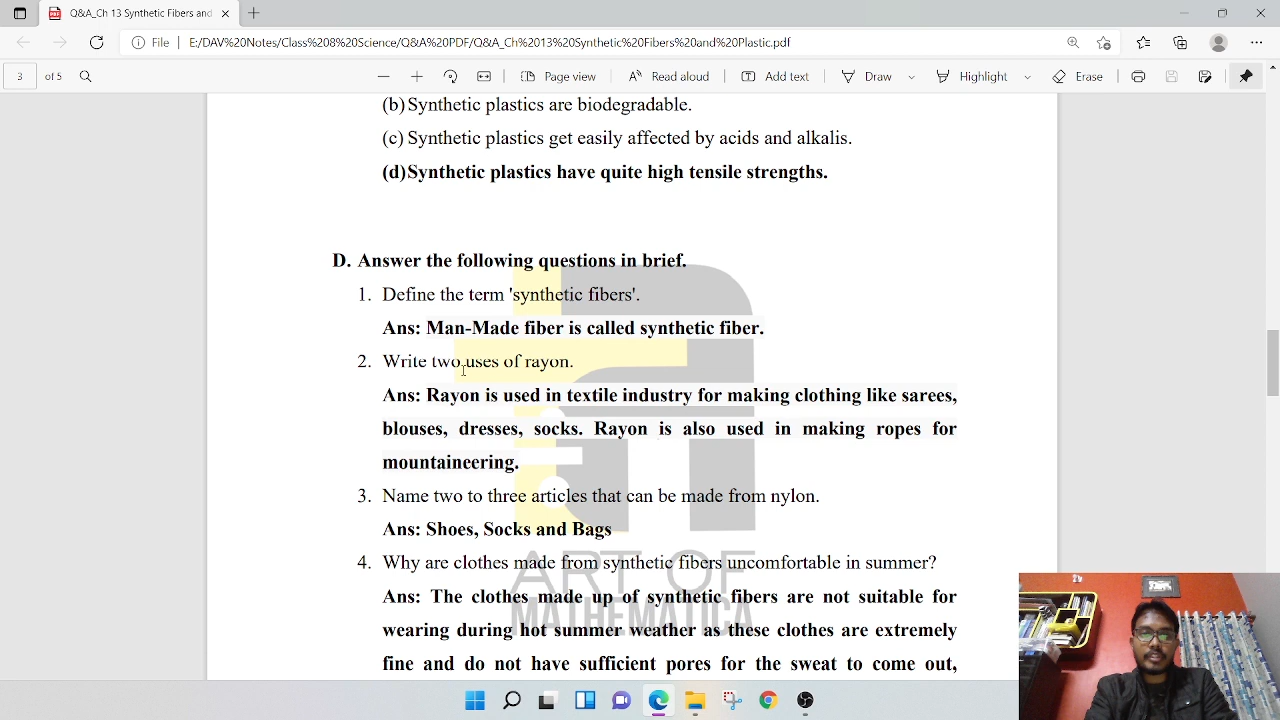 Q&A_Ch 13 Synthetic Fibers and
File | E:/DAV%20Notes/Class%208%20Science/Q&A%20PDF/Q&A_Ch%2013%20Synthetic%20Fibers%20and%20Plastic.pdf
3 of 5 Page view Read aloud Add text Draw Highlight Erase
(b) Synthetic plastics are biodegradable.
(c) Synthetic plastics get easily affected by acids and alkalis.
(d) Synthetic plastics have quite high tensile strengths.
D. Answer the following questions in brief.
1. Define the term 'synthetic fibers'.
Ans: Man-Made fiber is called synthetic fiber.
2. Write two uses of rayon.
Ans: Rayon is used in textile industry for making clothing like sarees,
blouses, dresses, socks. Rayon is also used in making ropes for
mountaineering.
3. Name two to three articles that can be made from nylon.
Ans: Shoes, Socks and Bags
4. Why are clothes made from synthetic fibers uncomfortable in summer?
ART OF
Ans: The clothes made up of synthetic fibers are not suitable for
MATHEMATICA
wearing during hot summer weather as these clothes are extremely
fine and do not have sufficient pores for the sweat to come out,